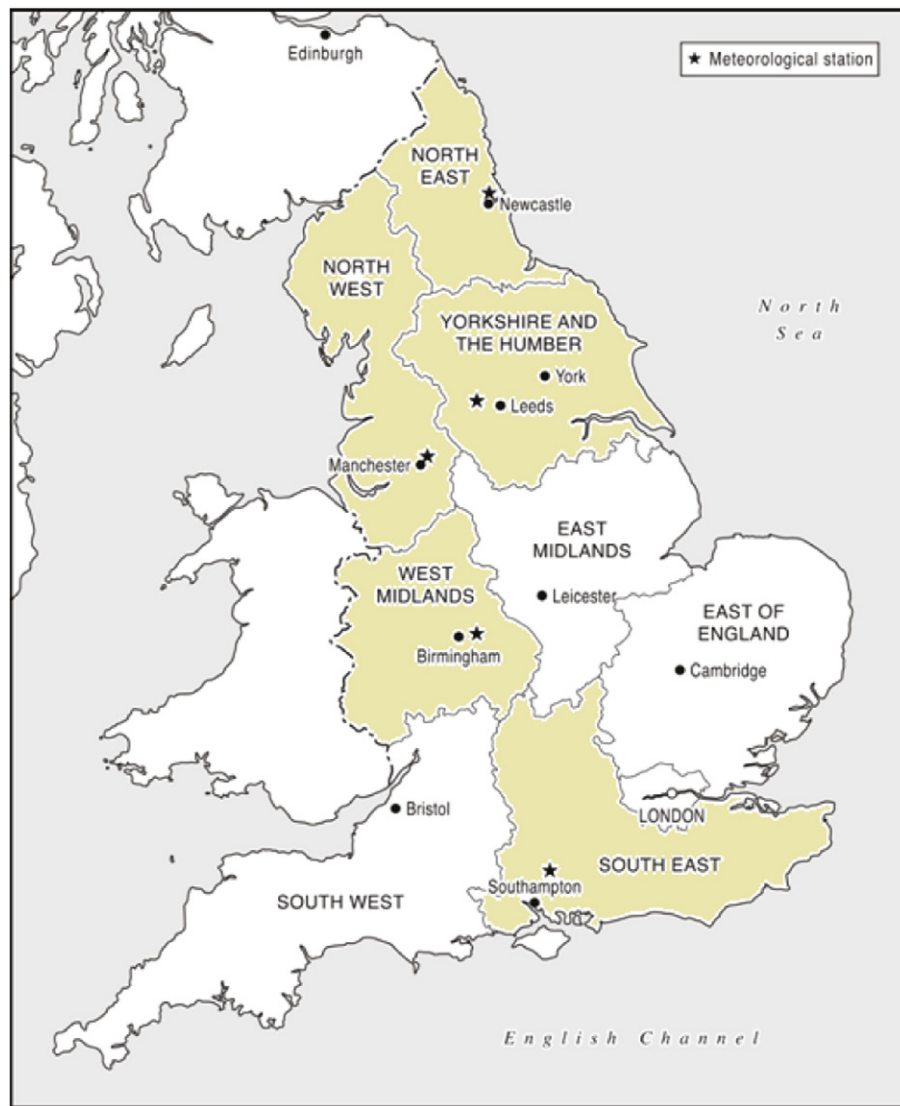 Edinburgh
★ Meteorological station
NORTH
EAST
Newcastle
NORTH
WEST
North
Sea
YORKSHIRE AND
THE HUMBER
York
Leeds
Manchester
EAST
MIDLANDS
WEST
MIDLANDS
Leicester
EAST OF
ENGLAND
Birmingham
Cambridge
Bristol
LONDON
SOUTH EAST
Southampton
SOUTH WEST
English Channel